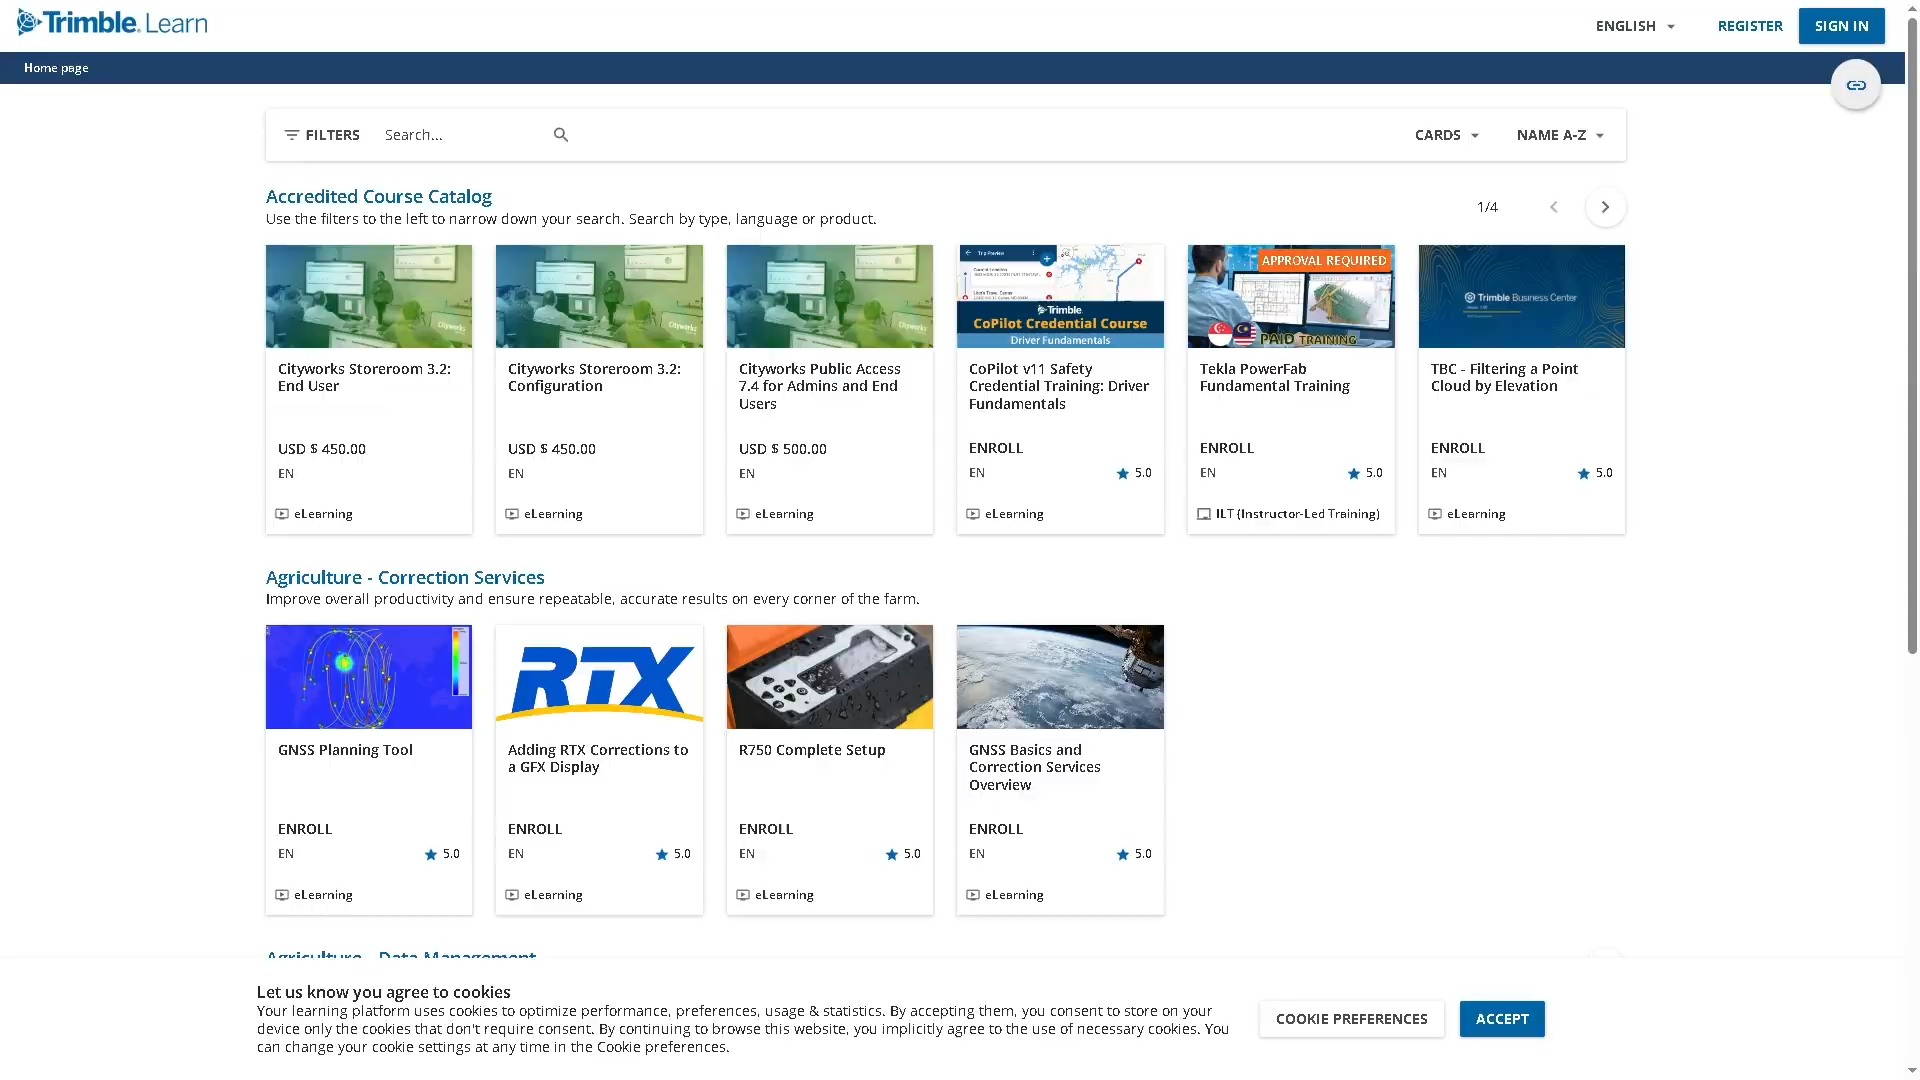 Trimble. Learn
ENGLISH
REGISTER
SIGN IN
Home page
FILTERS
Search...
CARDS
NAME A-Z
Accredited Course Catalog
Use the filters to the left to narrow down your search. Search by type, language or product.
1/4
Cityworks
Cityworks
Cityworks
Trip Preview
Trimble
CoPilot Credential Course
Driver Fundamentals
APPROVAL REQUIRED
PAID TRAINING
Trimble Business Center
Cityworks Storeroom 3.2: End User
USD $ 450.00
EN
eLearning
Cityworks Storeroom 3.2: Configuration
USD $ 450.00
EN
eLearning
Cityworks Public Access 7.4 for Admins and End Users
USD $ 500.00
EN
eLearning
CoPilot v11 Safety Credential Training: Driver Fundamentals
ENROLL
EN
5.0
eLearning
Tekla PowerFab Fundamental Training
ENROLL
EN
5.0
ILT (Instructor-Led Training)
TBC - Filtering a Point Cloud by Elevation
ENROLL
EN
5.0
eLearning
Agriculture - Correction Services
Improve overall productivity and ensure repeatable, accurate results on every corner of the farm.
RTX
GNSS Planning Tool
ENROLL
EN
5.0
eLearning
Adding RTX Corrections to a GFX Display
ENROLL
EN
5.0
eLearning
R750 Complete Setup
ENROLL
EN
5.0
eLearning
GNSS Basics and Correction Services Overview
ENROLL
EN
5.0
eLearning
Agriculture - Data Management
Let us know you agree to cookies
Your learning platform uses cookies to optimize performance, preferences, usage & statistics. By accepting them, you consent to store on your
device only the cookies that don't require consent. By continuing to browse this website, you implicitly agree to the use of necessary cookies. You
can change your cookie settings at any time in the Cookie preferences.
COOKIE PREFERENCES
ACCEPT